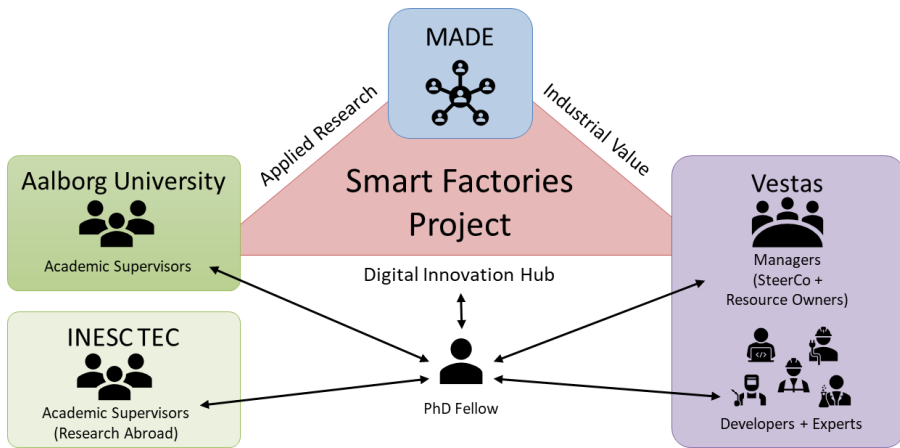 MADE
Applied Research
Industrial Value
Smart Factories
Project
Digital Innovation Hub
Aalborg University
Academic Supervisors
INESC TEC
Academic Supervisors
(Research Abroad)
PhD Fellow
Vestas
Managers
(SteerCo +
Resource Owners)
</>
Developers + Experts